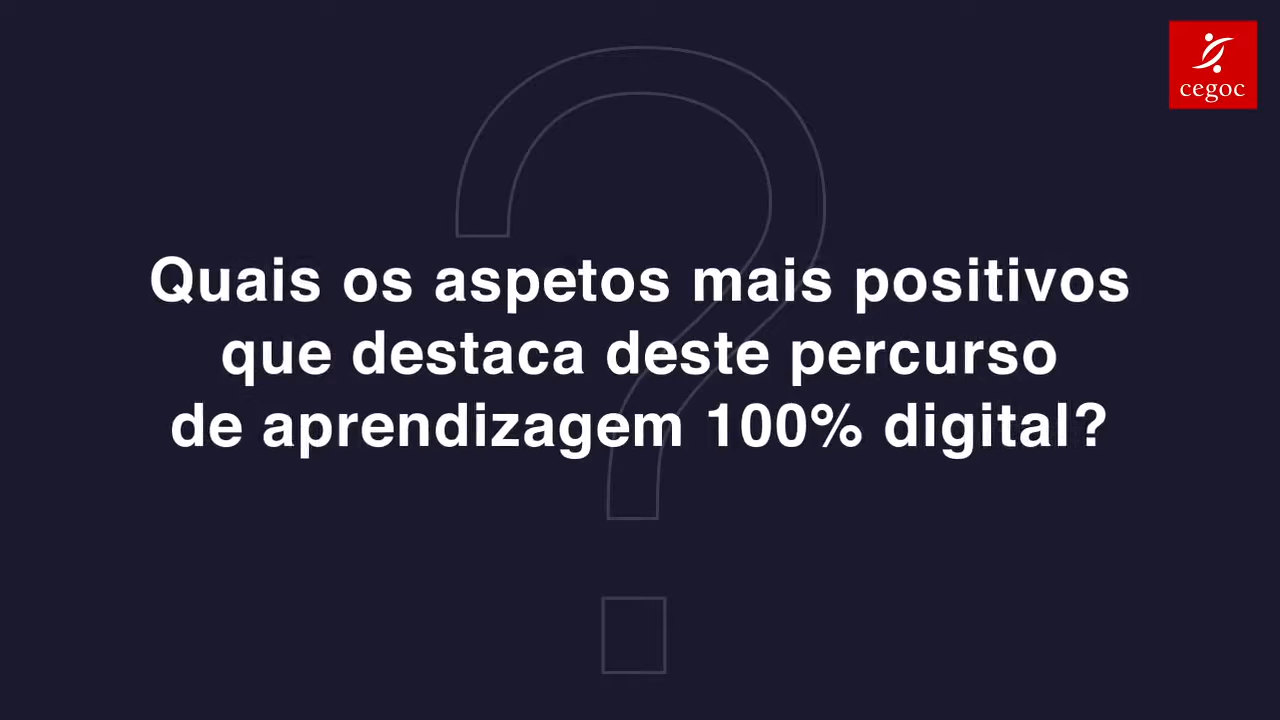 cegoc
Quais os aspetos mais positivos
que destaca deste percurso
de aprendizagem 100% digital?